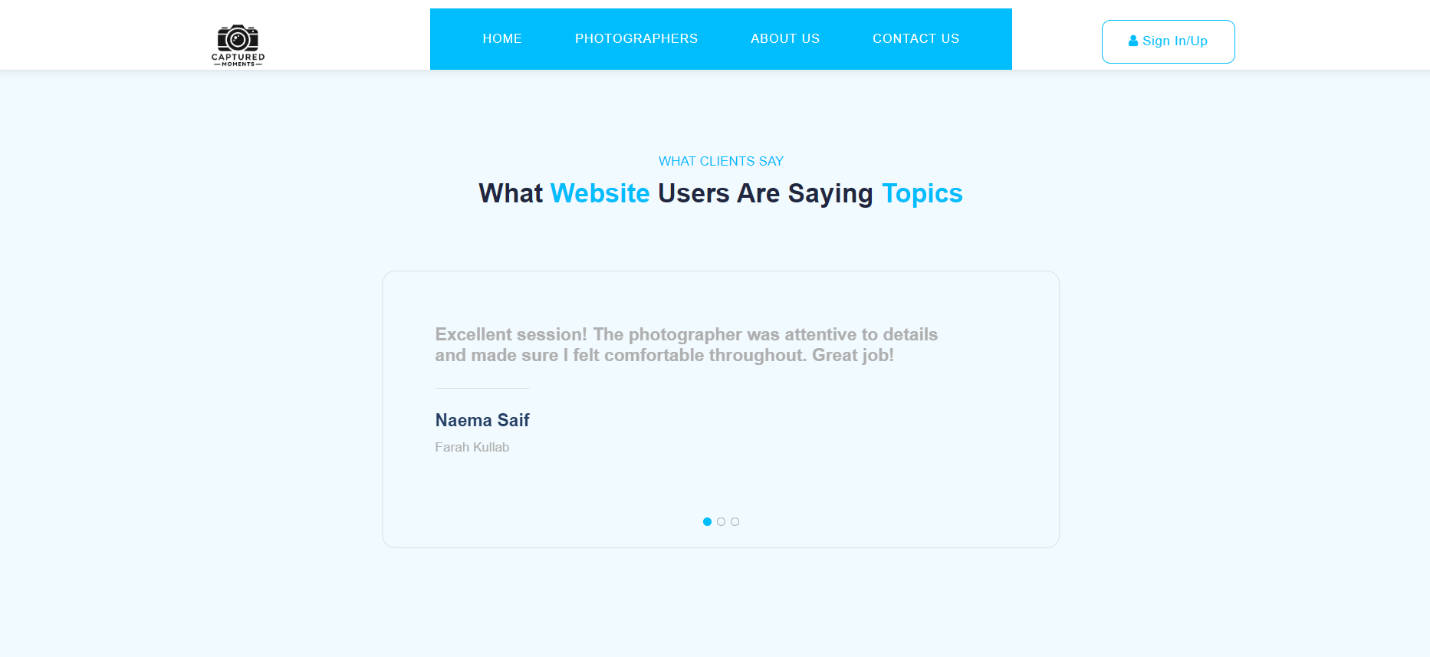 CAPTURED
MOMENTS
HOME
PHOTOGRAPHERS
ABOUT US
CONTACT US
Sign In/Up
WHAT CLIENTS SAY
What Website Users Are Saying Topics
Excellent session! The photographer was attentive to details
and made sure I felt comfortable throughout. Great job!
Naema Saif
Farah Kullab